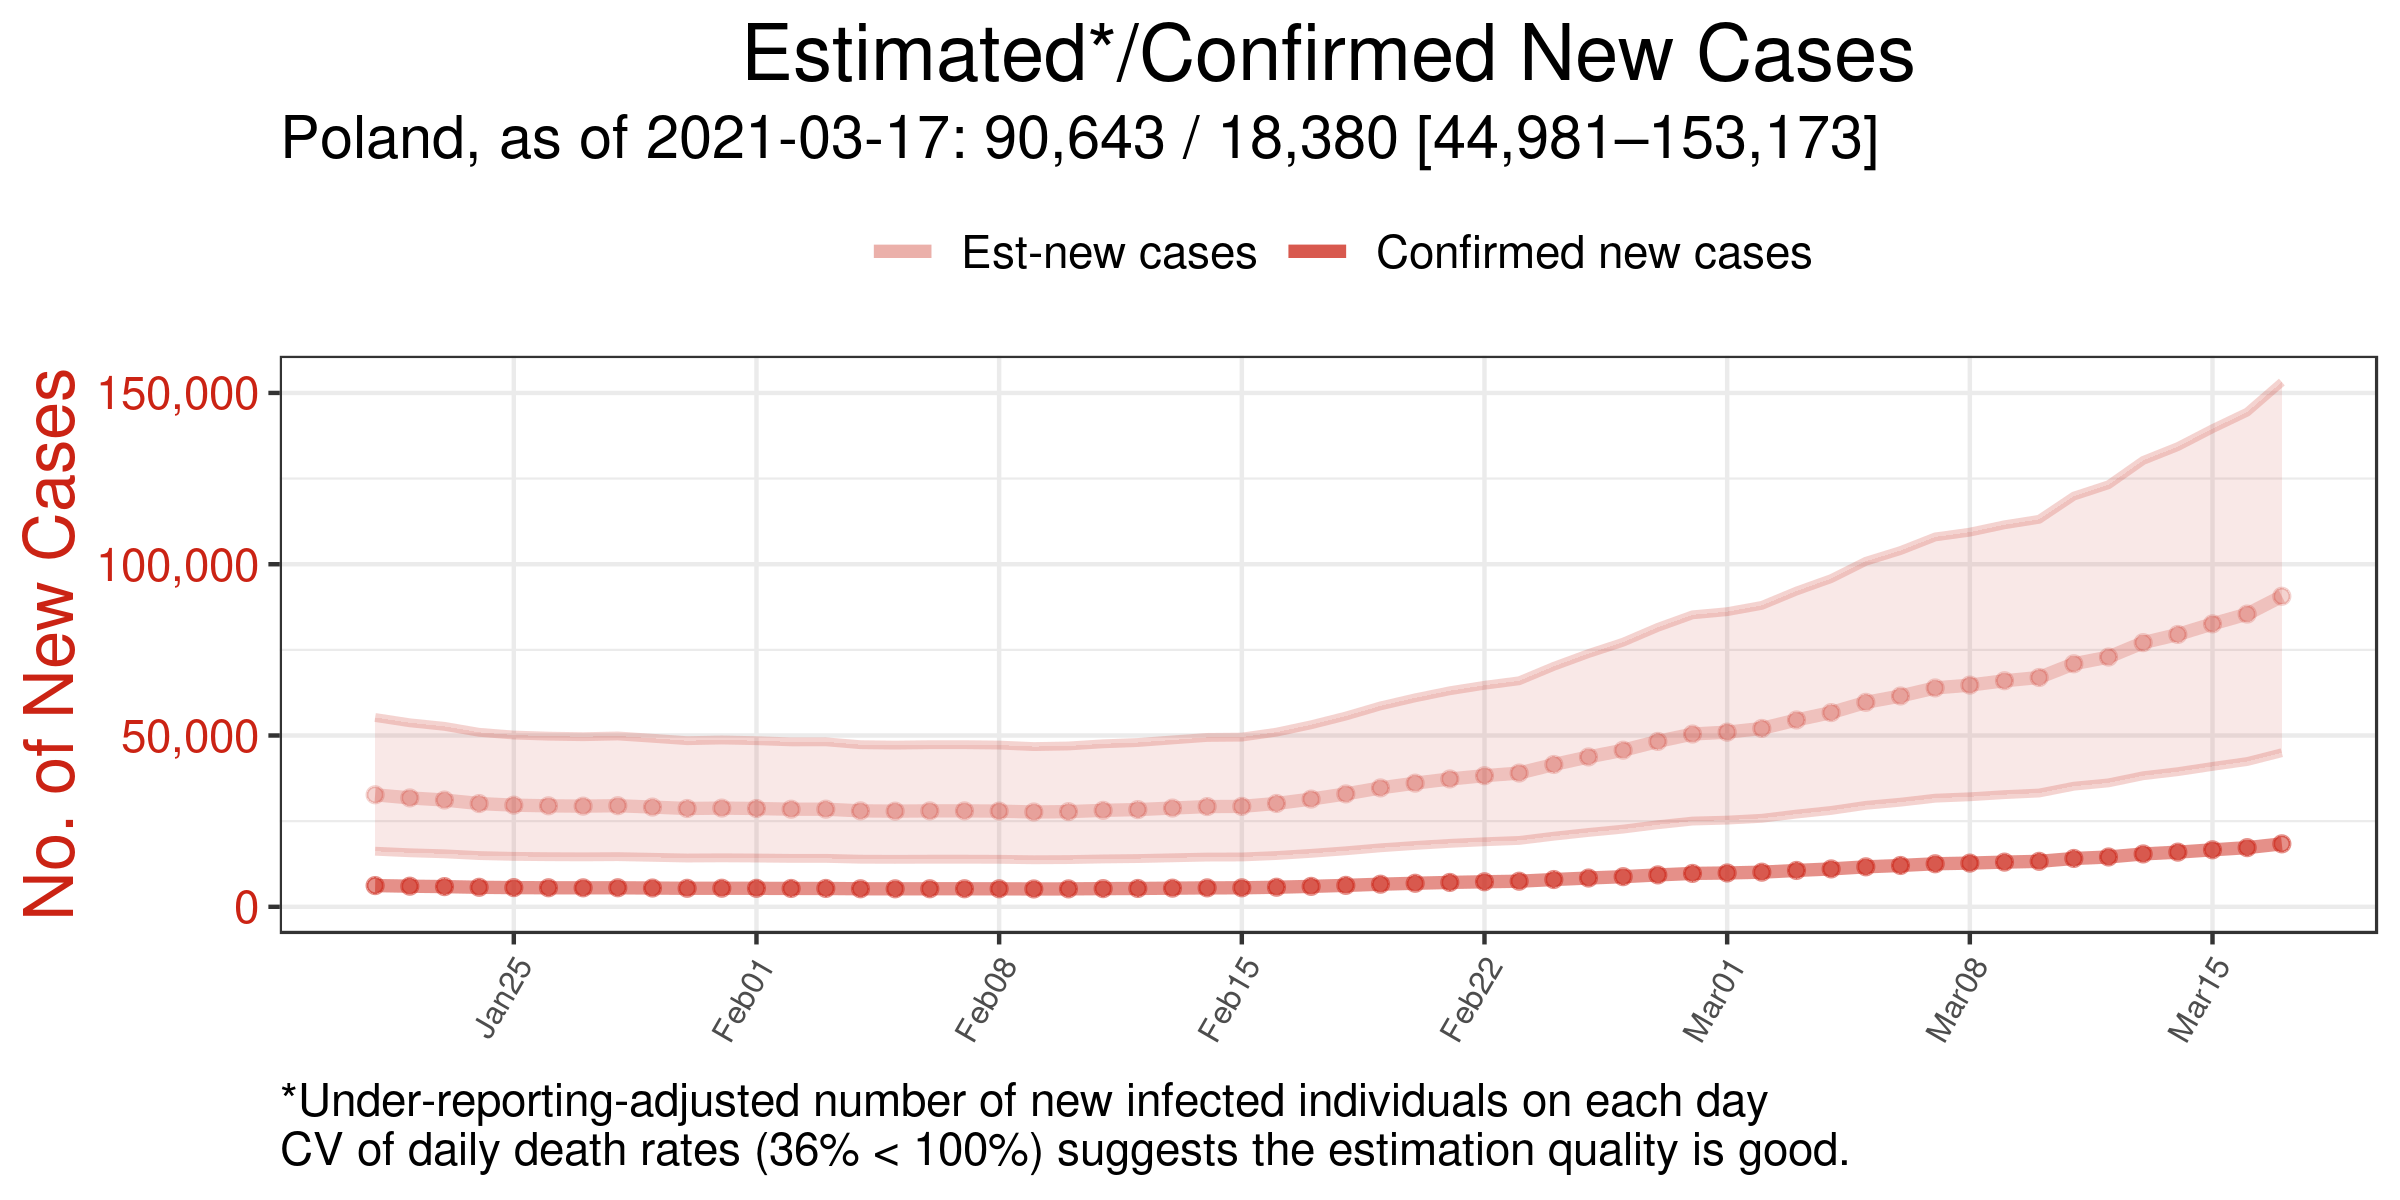 Estimated*/Confirmed New Cases
Poland, as of 2021-03-17: 90,643 / 18,380 [44,981–153,173]
Est-new cases
Confirmed new cases
No. of New Cases
150,000
100,000
50,000
0
Jan25
Feb01
Feb08
Feb15
Feb22
Mar01
Mar08
Mar15
*Under-reporting-adjusted number of new infected individuals on each day
CV of daily death rates (36% < 100%) suggests the estimation quality is good.